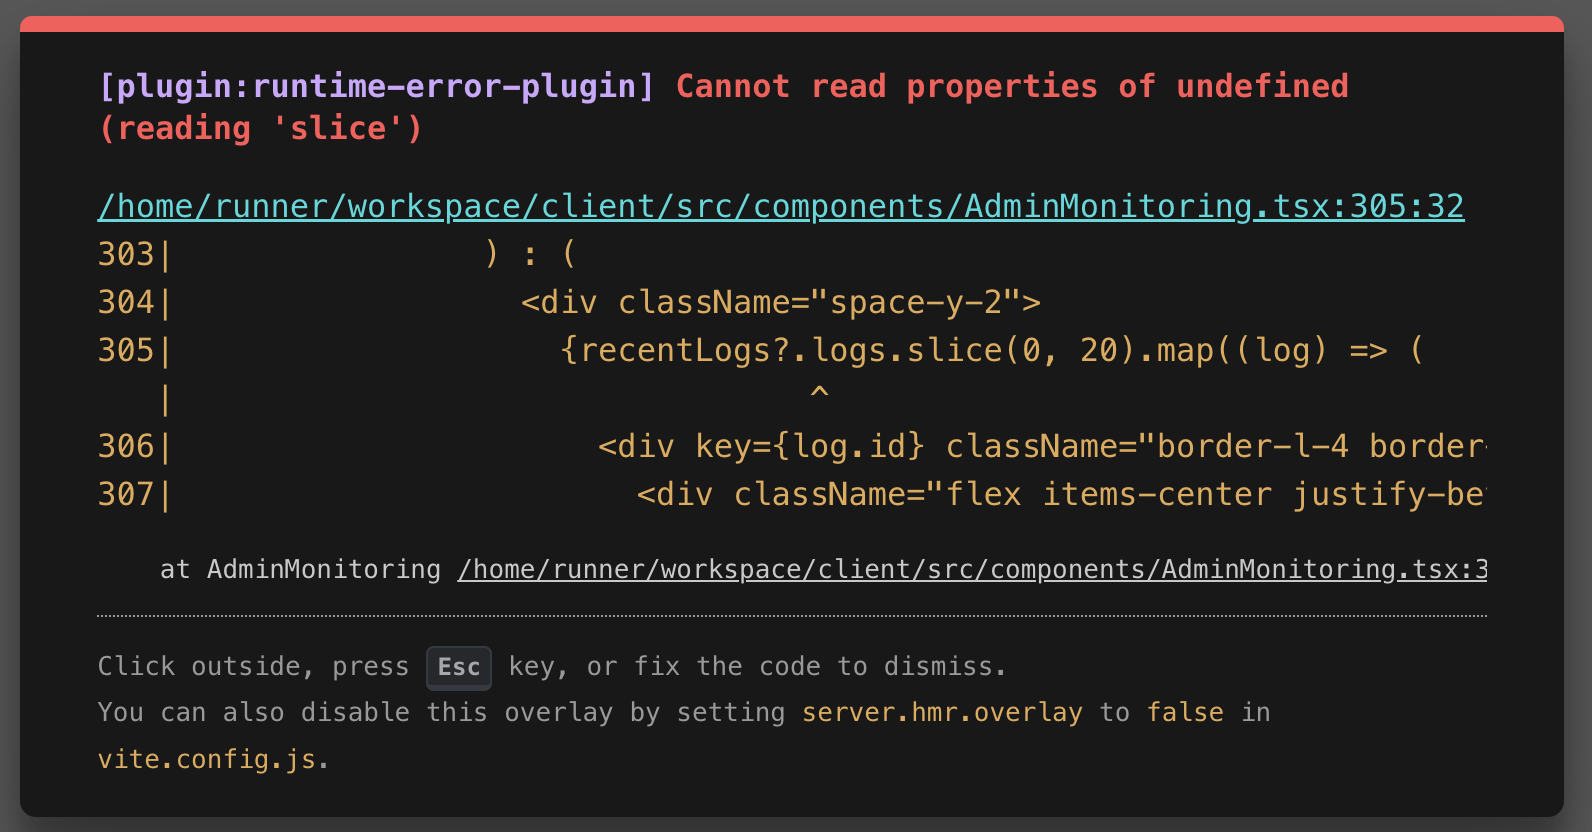 [plugin:runtime-error-plugin] Cannot read properties of undefined
(reading 'slice')
/home/runner/workspace/client/src/components/AdminMonitoring.tsx:305:32
303|                ) : (
304|                  <div className="space-y-2">
305|                    {recentLogs?.logs.slice(0, 20).map((log) => (
   |                                 ^
306|                      <div key={log.id} className="border-l-4 border-
307|                        <div className="flex items-center justify-be
at AdminMonitoring /home/runner/workspace/client/src/components/AdminMonitoring.tsx:3
Click outside, press Esc key, or fix the code to dismiss.
You can also disable this overlay by setting server.hmr.overlay to false in
vite.config.js.